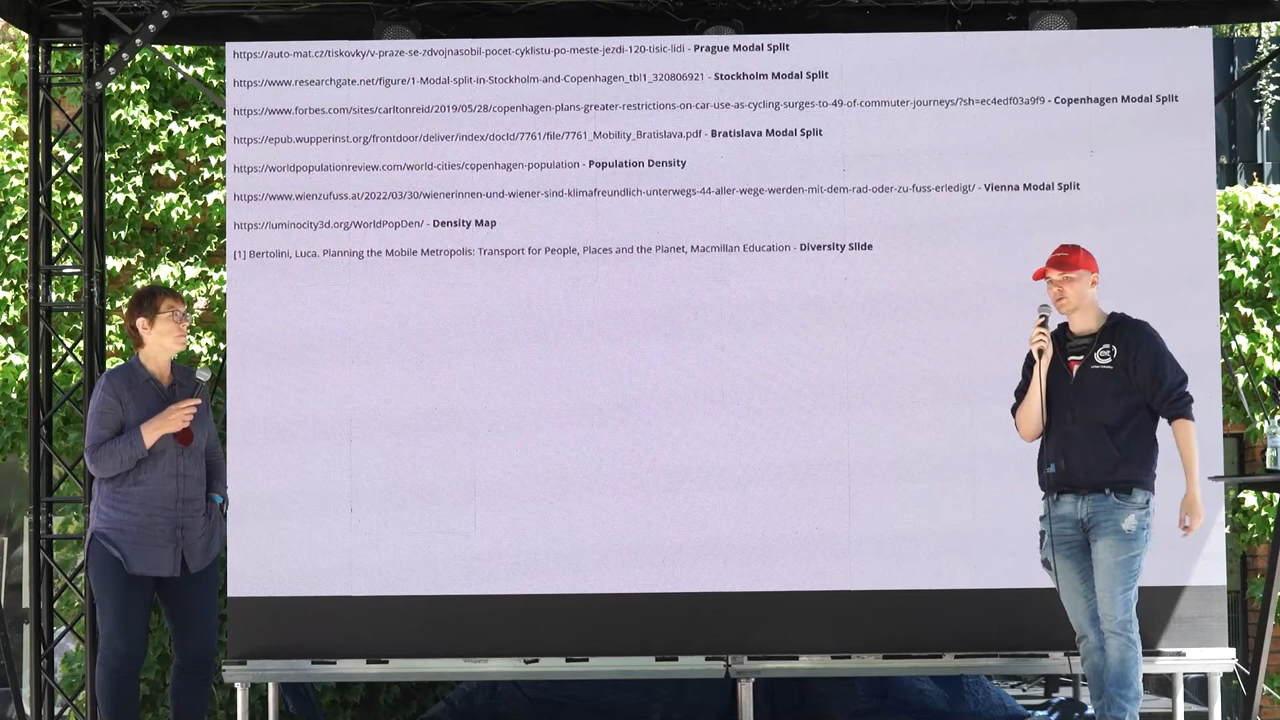 https://auto-mat.cz/tiskovky/v-praze-se-zdvojnasobil-pocet-cyklistu-po-meste-jezdi-120-tisic-lidi - Prague Modal Split
https://www.researchgate.net/figure/1-Modal-split-in-Stockholm-and-Copenhagen_tbl1_320806921 - Stockholm Modal Split
https://www.forbes.com/sites/carltonreid/2019/05/28/copenhagen-plans-greater-restrictions-on-car-use-as-cycling-surges-to-49-of-commuter-journeys/?sh=ec4edf03a9f9 - Copenhagen Modal Split
https://epub.wupperinst.org/frontdoor/deliver/index/docId/7761/file/7761_Mobility_Bratislava.pdf - Bratislava Modal Split
https://worldpopulationreview.com/world-cities/copenhagen-population - Population Density
https://www.wienzufuss.at/2022/03/30/wienerinnen-und-wiener-sind-klimafreundlich-unterwegs-44-aller-wege-werden-mit-dem-rad-oder-zu-fuss-erledigt/ - Vienna Modal Split
https://luminocity3d.org/WorldPopDen/ - Density Map
[1] Bertolini, Luca. Planning the Mobile Metropolis: Transport for People, Places and the Planet, Macmillan Education - Diversity Slide